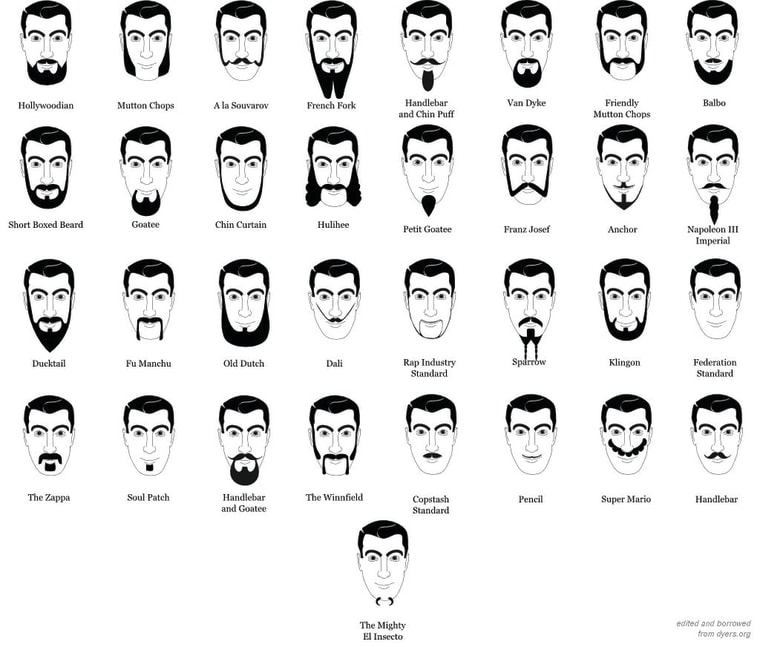 Hollywoodian
Mutton Chops
A la Souvarov
French Fork
Handlebar
and Chin Puff
Van Dyke
Friendly
Mutton Chops
Balbo
Short Boxed Beard
Goatee
Chin Curtain
Hulihee
Petit Goatee
Franz Josef
Anchor
Napoleon III
Imperial
Ducktail
Fu Manchu
Old Dutch
Dali
Rap Industry
Standard
Sparrow
Klingon
Federation
Standard
The Zappa
Soul Patch
Handlebar
and Goatee
The Winnfield
Copstash
Standard
Pencil
Super Mario
Handlebar
The Mighty
El Insecto
edited and borrowed
from dyers.org